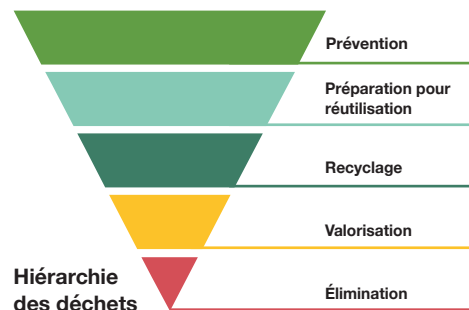 Prévention
Préparation pour
réutilisation
Recyclage
Valorisation
Élimination
Hiérarchie
des déchets